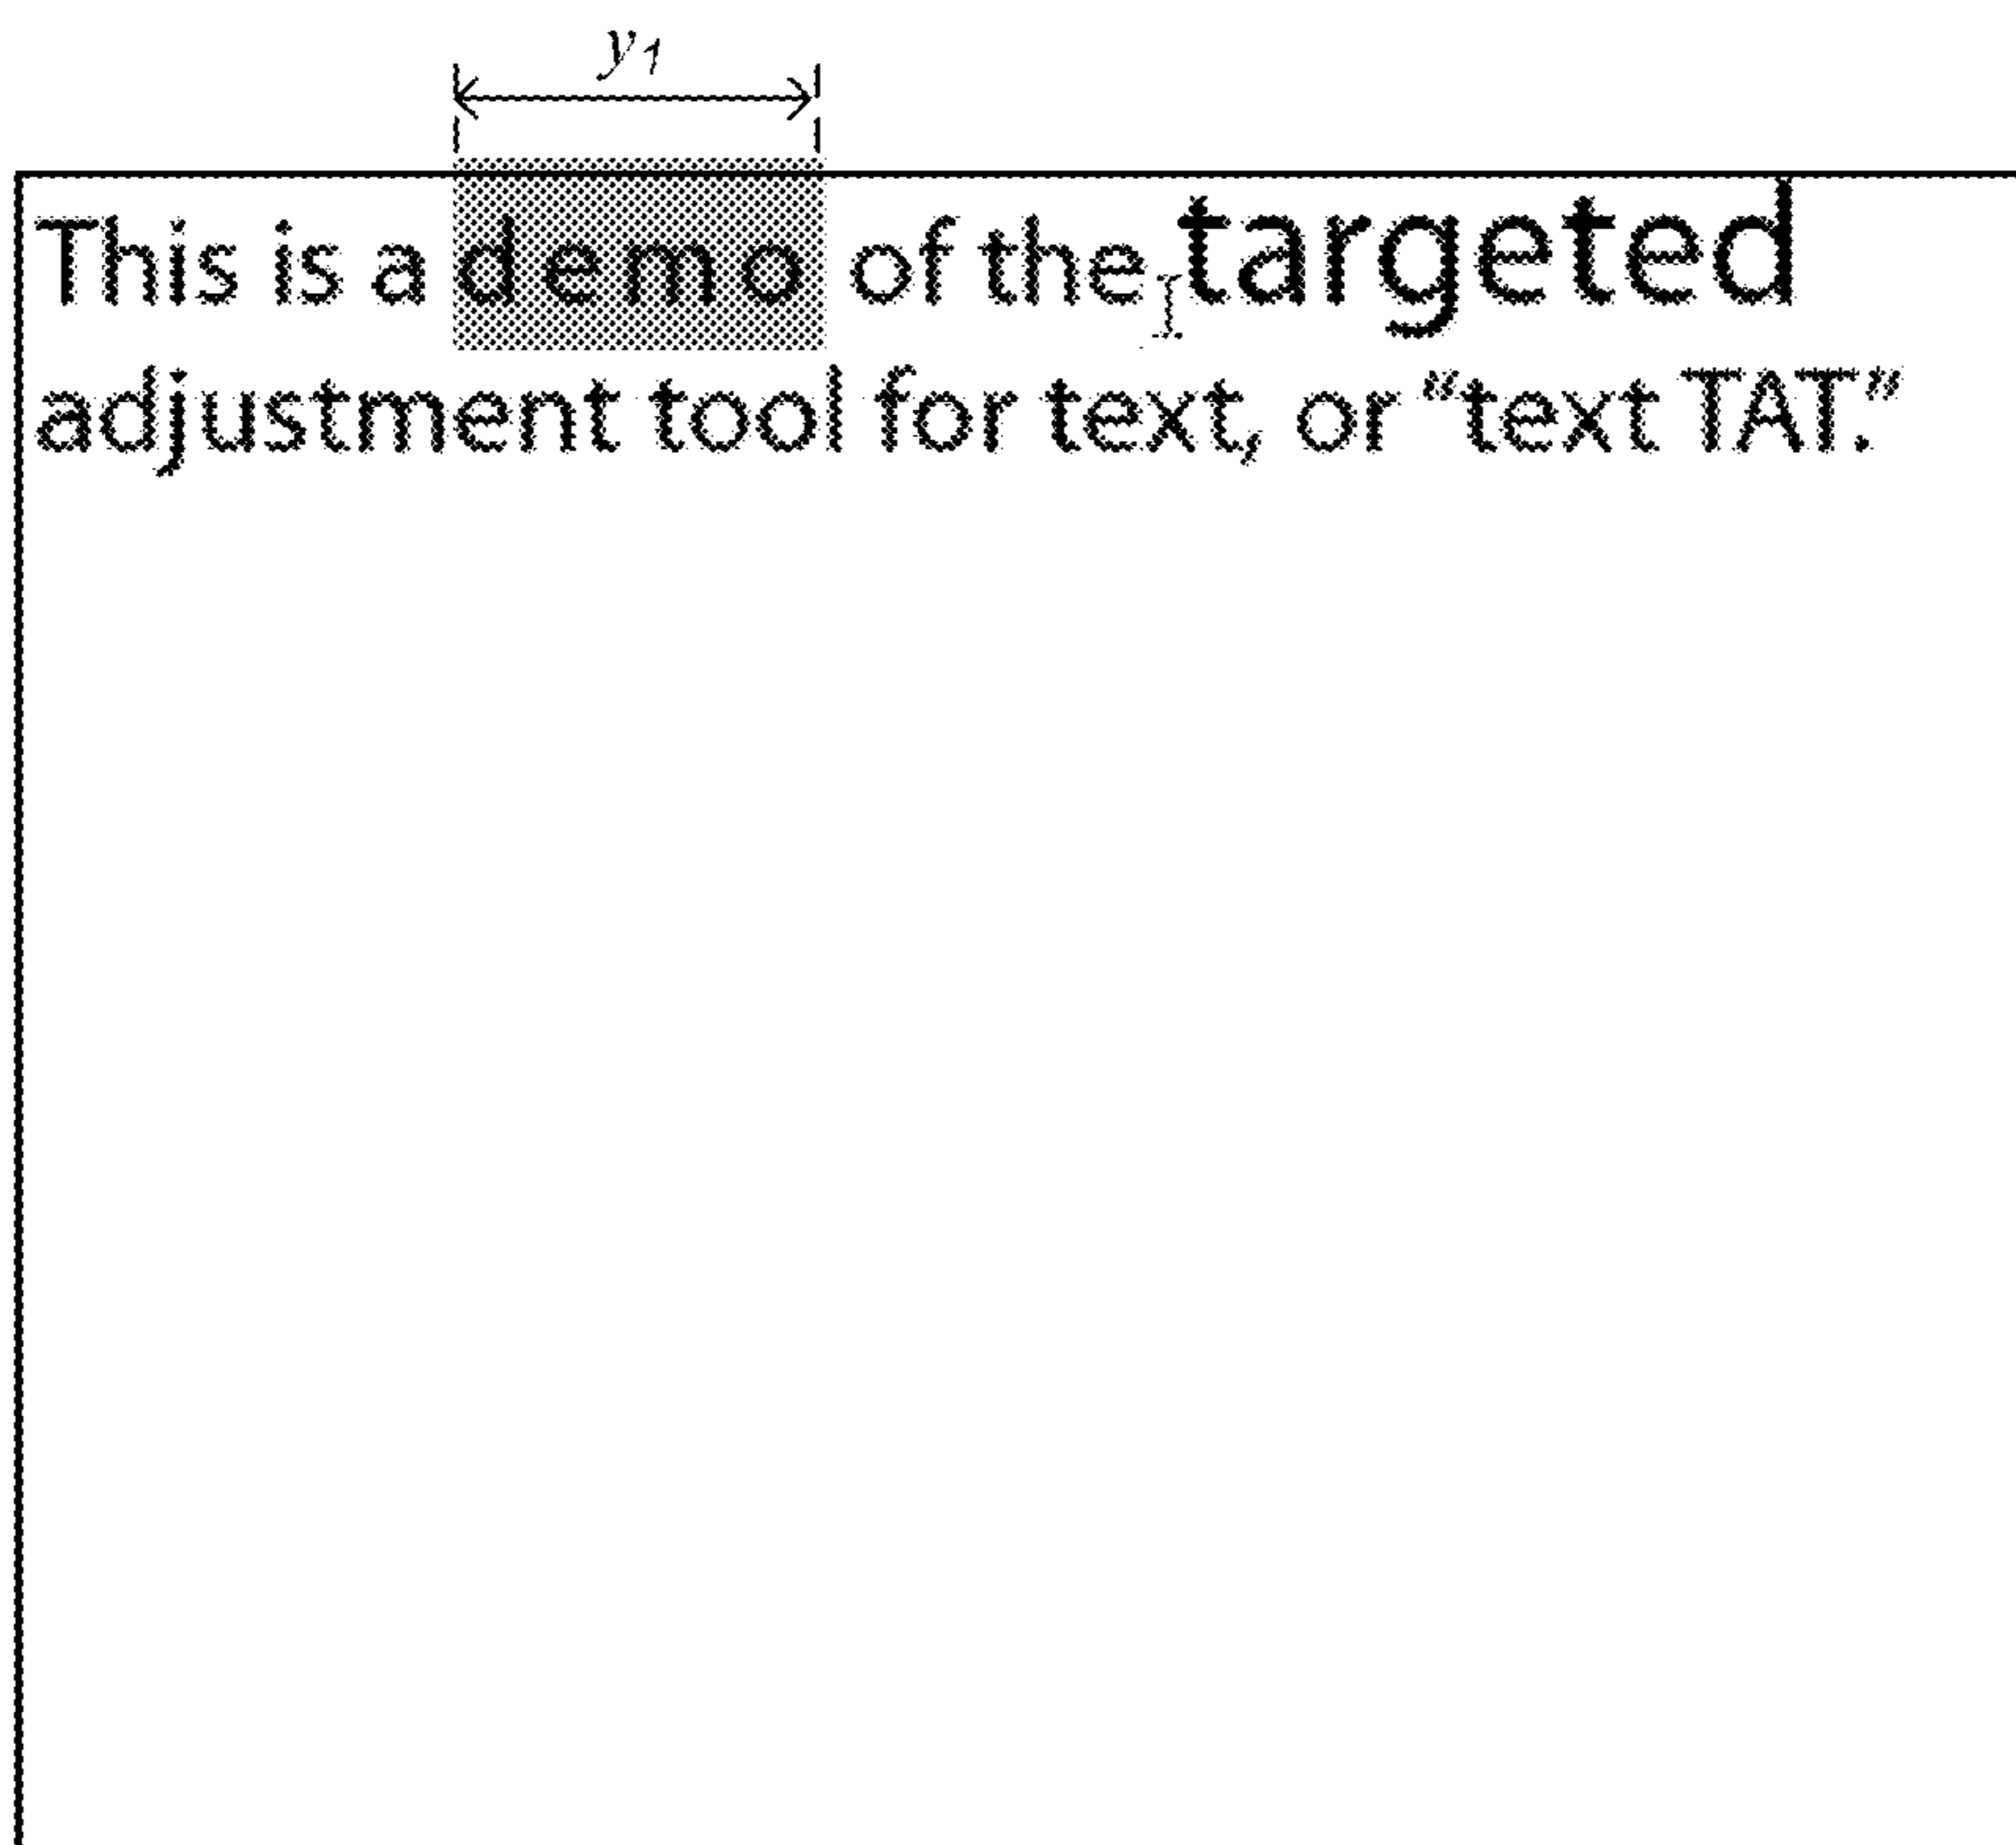 y1
This is a demo of the targeted
adjustment tool for text, or “text TAT.”